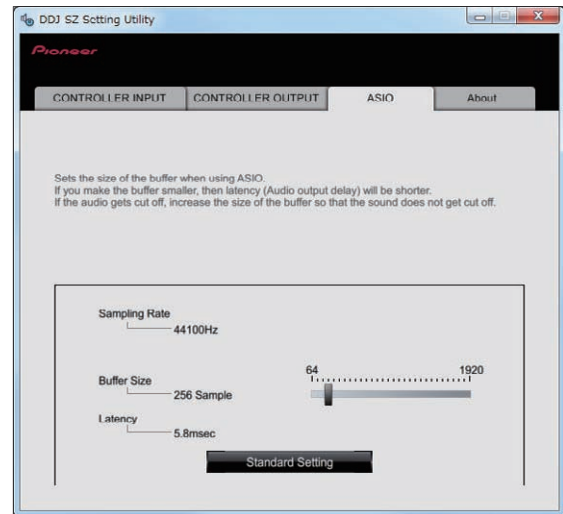 DDJ SZ Setting Utility
Pioneer
CONTROLLER INPUT
CONTROLLER OUTPUT
ASIO
About
Sets the size of the buffer when using ASIO.
If you make the buffer smaller, then latency (Audio output delay) will be shorter.
If the audio gets cut off, increase the size of the buffer so that the sound does not get cut off.
Sampling Rate
44100Hz
64
1920
Buffer Size
256 Sample
Latency
5.8msec
Standard Setting